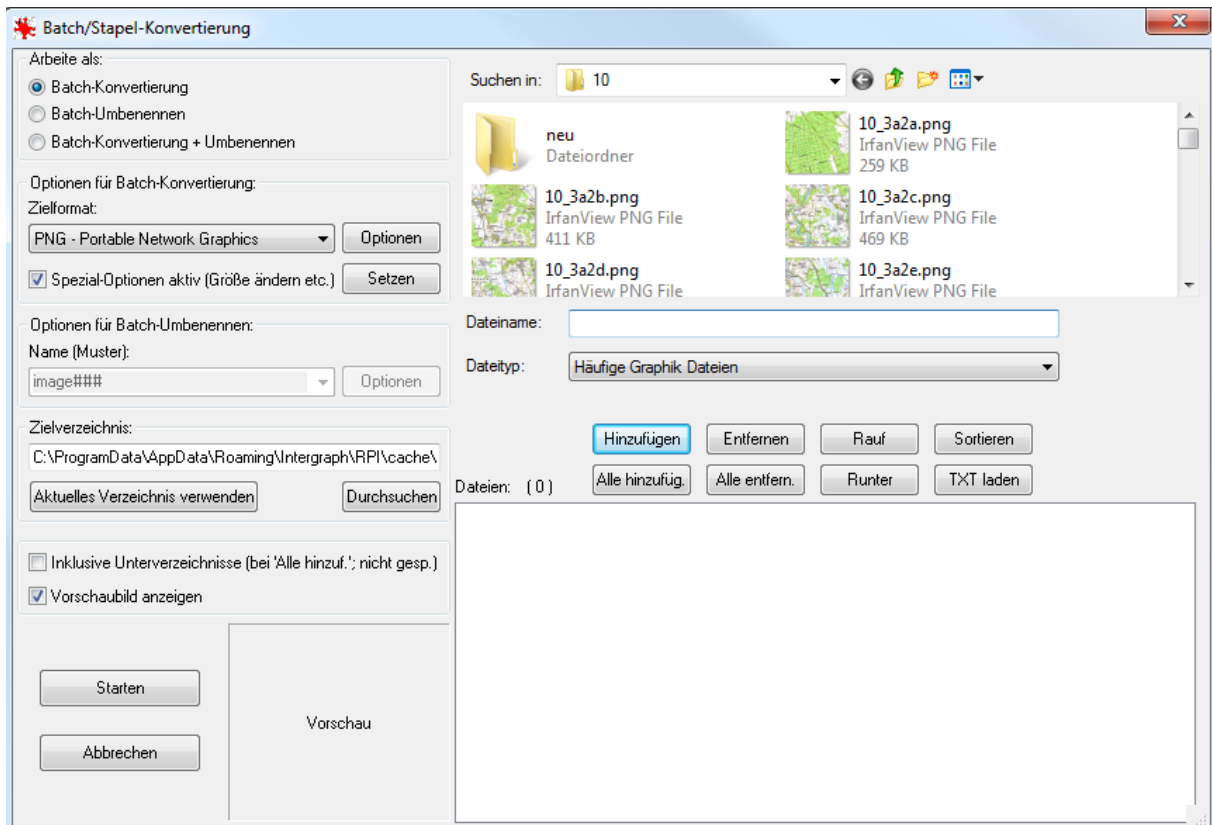 Batch/Stapel-Konvertierung
Arbeite als:
Batch-Konvertierung
Batch-Umbenennen
Batch-Konvertierung + Umbenennen
Optionen für Batch-Konvertierung:
Zielformat:
PNG - Portable Network Graphics
Optionen
Spezial-Optionen aktiv (Größe ändern etc.)
Setzen
Optionen für Batch-Umbenennen:
Name (Muster):
image###
Optionen
Zielverzeichnis:
C:\ProgramData\AppData\Roaming\Intergraph\RPI\cache\
Aktuelles Verzeichnis verwenden
Durchsuchen
Inklusive Unterverzeichnisse (bei 'Alle hinzuf.'; nicht gesp.)
Vorschaubild anzeigen
Starten
Abbrechen
Vorschau
Suchen in:
10
neu
Dateiordner
10_3a2a.png
IrfanView PNG File
259 KB
10_3a2b.png
IrfanView PNG File
411 KB
10_3a2c.png
IrfanView PNG File
469 KB
10_3a2d.png
IrfanView PNG File
10_3a2e.png
IrfanView PNG File
Dateiname:
Dateityp:
Häufige Graphik Dateien
Hinzufügen
Entfernen
Rauf
Sortieren
Dateien: ( 0 )
Alle hinzufüg.
Alle entfern.
Runter
TXT laden